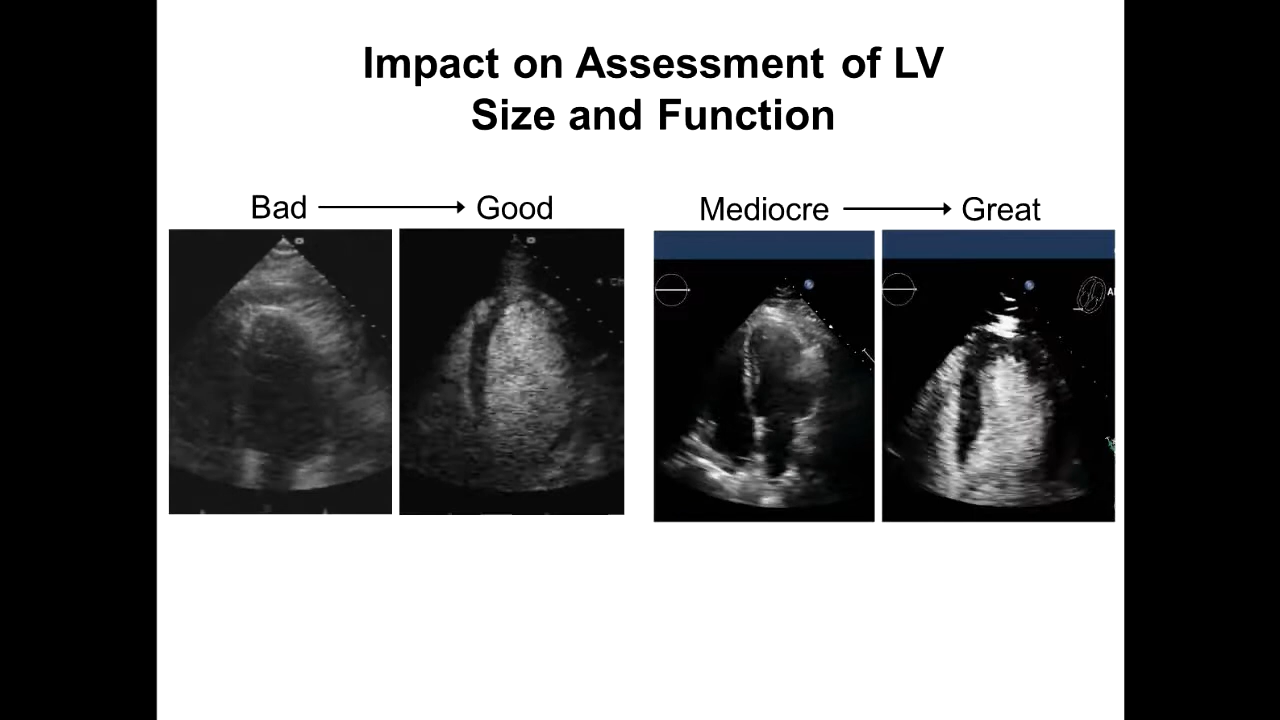 Impact on Assessment of LV
Size and Function
Bad
Good
Mediocre
Great